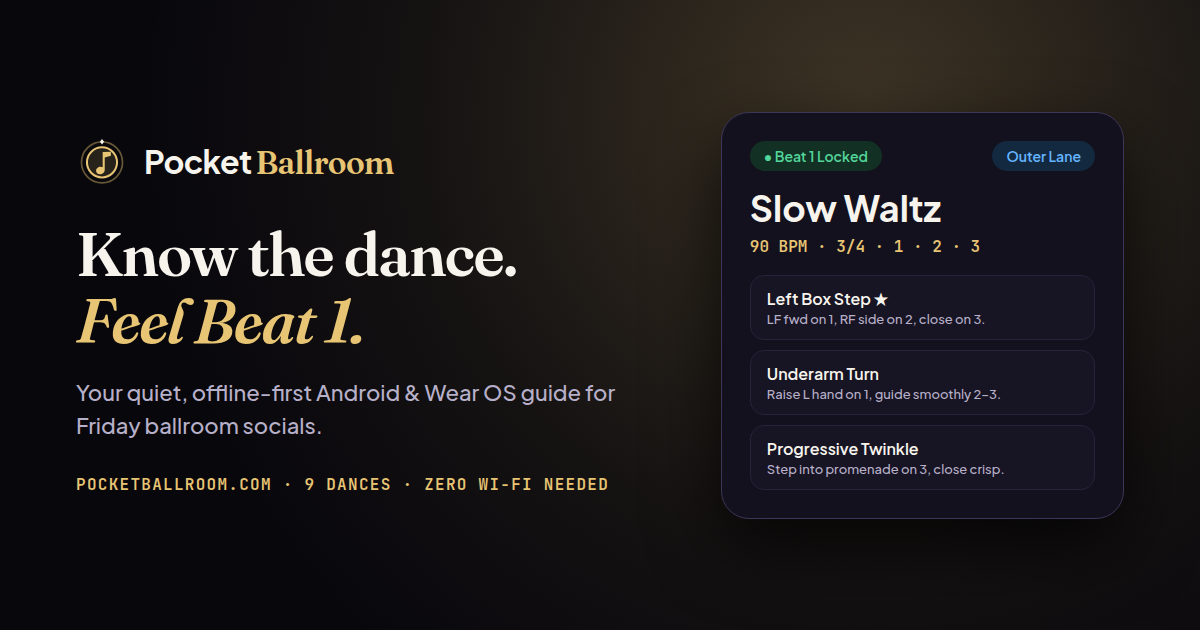 Pocket Ballroom
Know the dance.
Feel Beat 1.
Your quiet, offline-first Android & Wear OS guide for
Friday ballroom socials.
POCKETBALLROOM.COM · 9 DANCES · ZERO WI-FI NEEDED
● Beat 1 Locked
Outer Lane
Slow Waltz
90 BPM · 3/4 · 1 · 2 · 3
Left Box Step ★
LF fwd on 1, RF side on 2, close on 3.
Underarm Turn
Raise L hand on 1, guide smoothly 2–3.
Progressive Twinkle
Step into promenade on 3, close crisp.